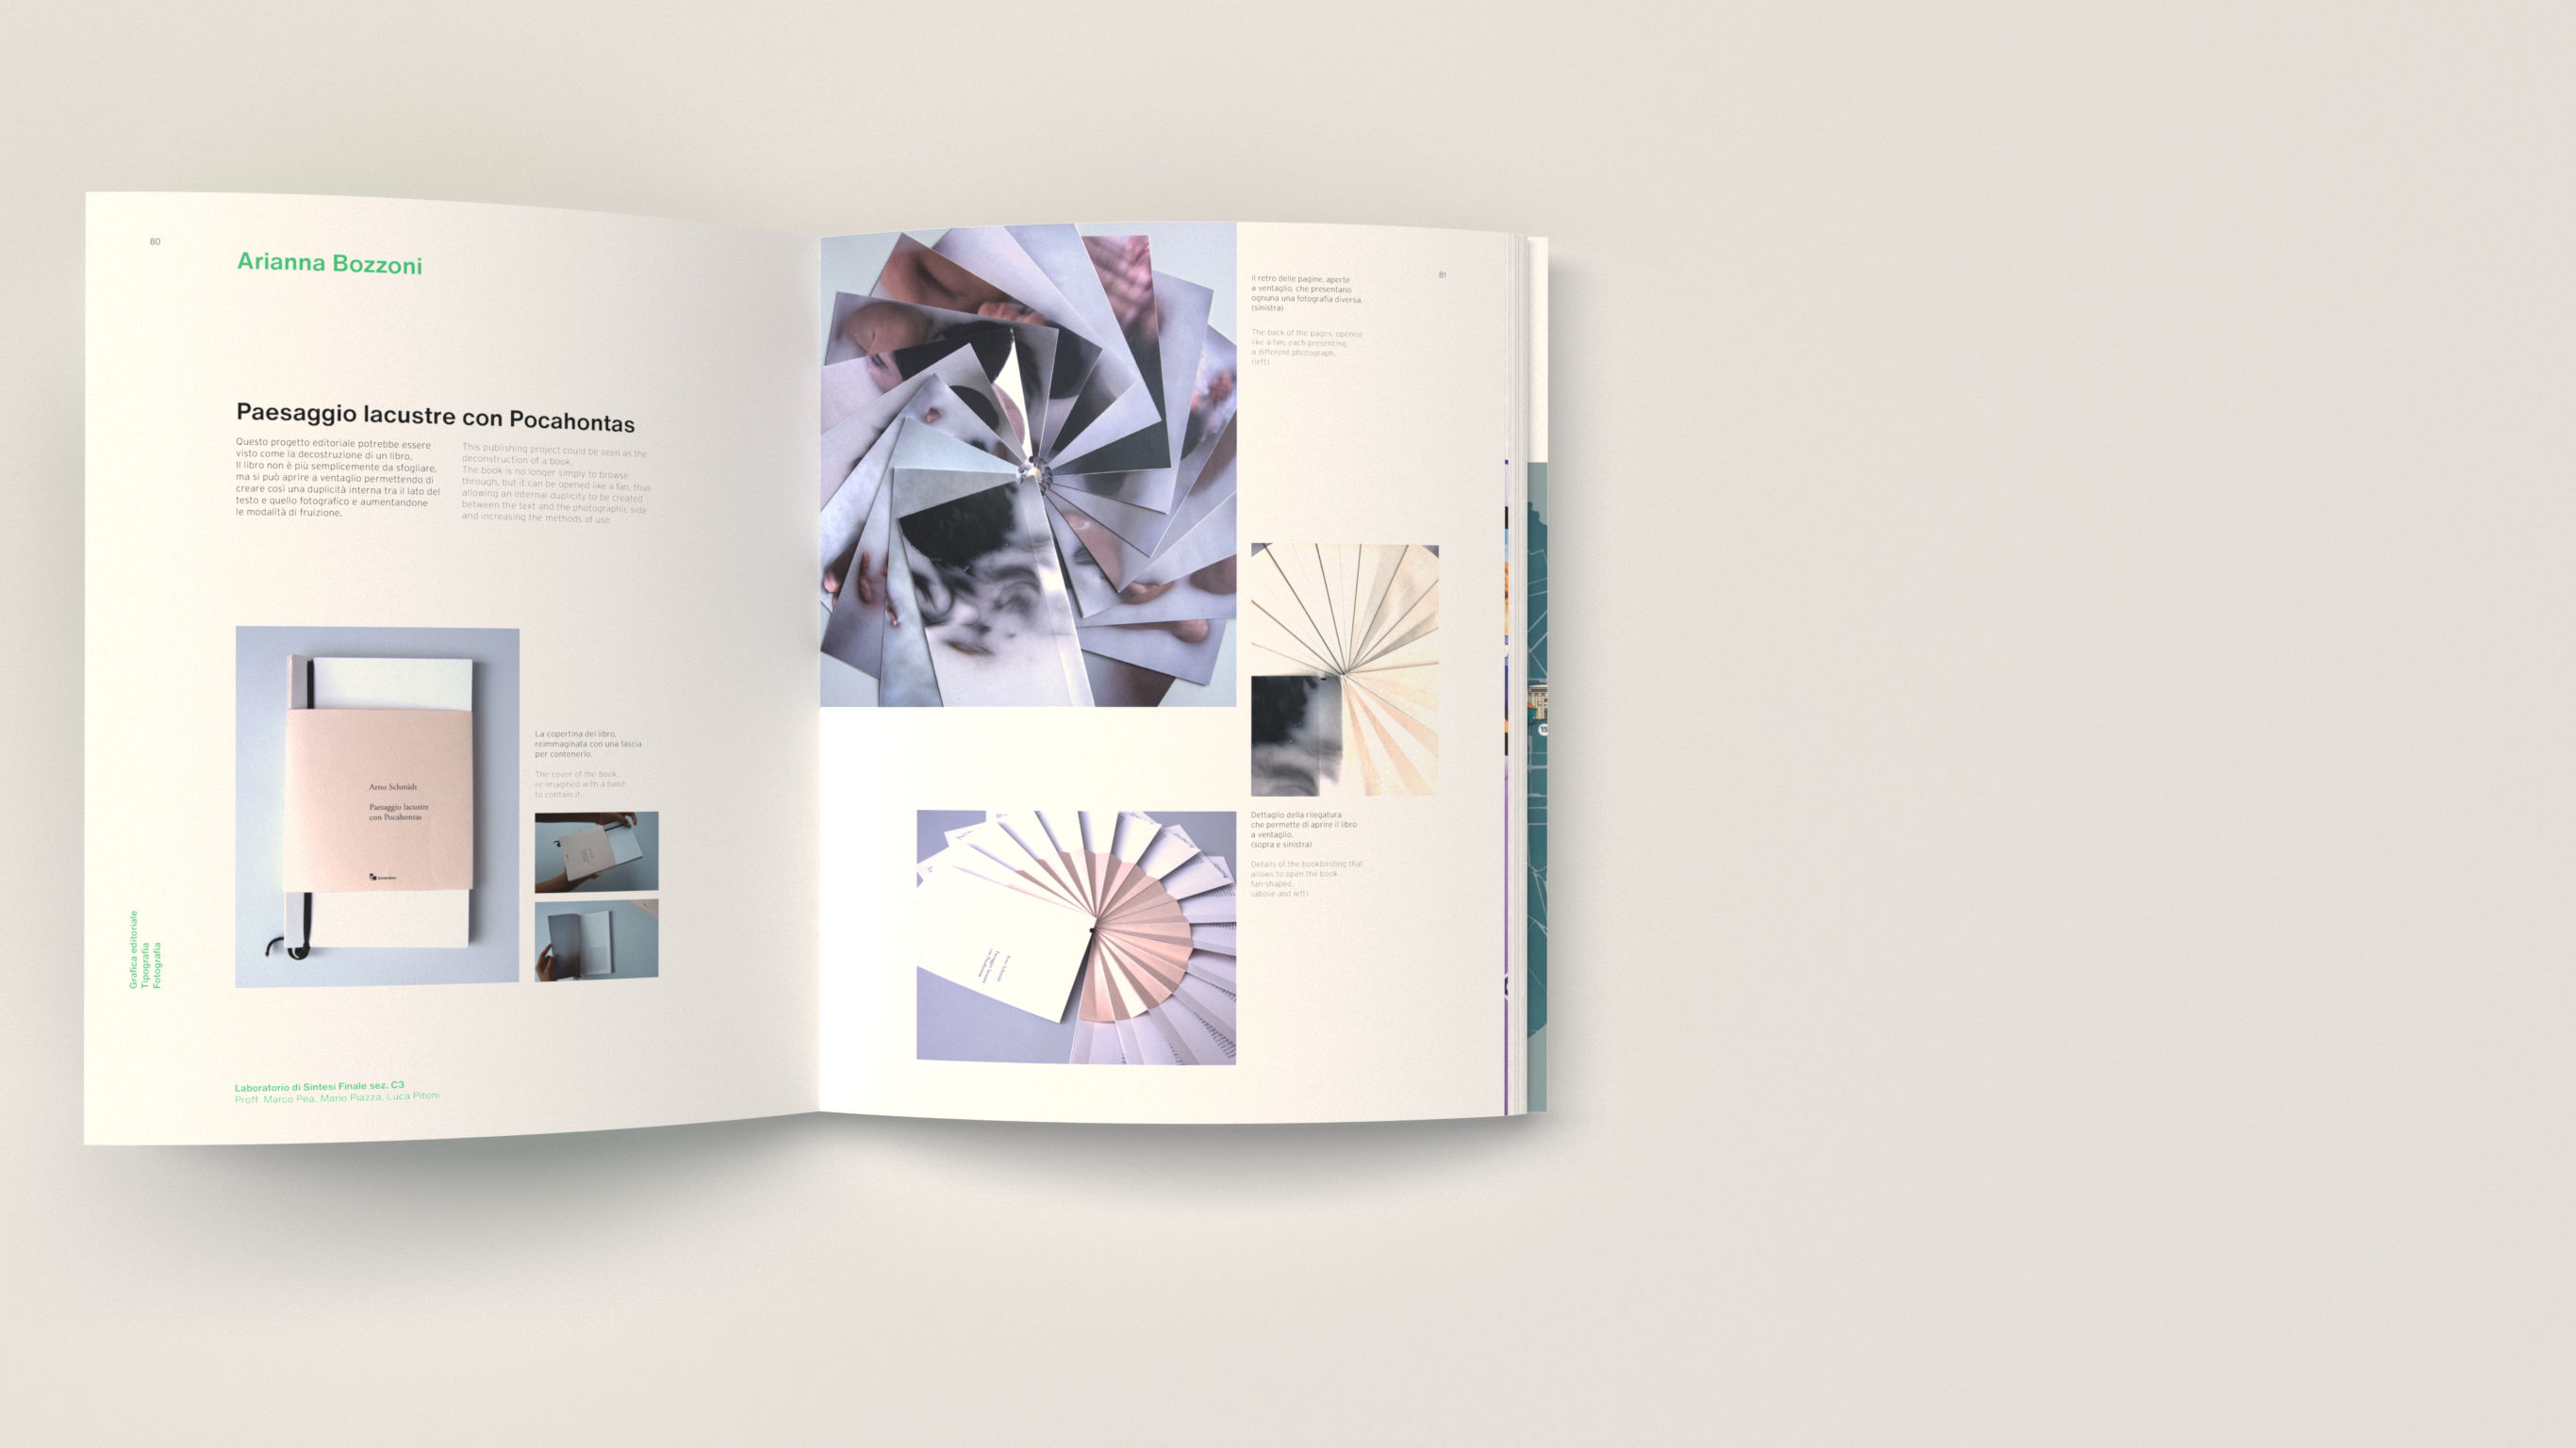 80
Arianna Bozzoni
Paesaggio lacustre con Pocahontas
Questo progetto editoriale potrebbe essere
visto come la decostruzione di un libro.
Il libro non è più semplicemente da sfogliare,
ma si può aprire a ventaglio permettendo di
creare così una duplicità interna tra il lato del
testo e quello fotografico e aumentandone
le modalità di fruizione.
This publishing project could be seen as the
deconstruction of a book.
The book is no longer simply to browse
through, but it can be opened like a fan, thus
allowing an internal duplicity to be created
between the text and the photographic side
and increasing the methods of use.
Arno Schmidt
Paesaggio lacustre
con Pocahontas
La copertina del libro,
reimmaginata con una fascia
per contenerlo.
The cover of the book,
re-imagined with a band
to contain it.
Grafica editoriale
Tipografia
Fotografia
Laboratorio di Sintesi Finale sez. C3
Proff. Marco Pea, Mario Piazza, Luca Pitoni
81
Il retro delle pagine, aperte
a ventaglio, che presentano
ognuna una fotografia diversa.
(sinistra)
The back of the pages, opened
like a fan, each presenting
a different photograph.
(left)
Dettaglio della rilegatura
che permette di aprire il libro
a ventaglio.
(sopra e sinistra)
Details of the bookbinding that
allows to open the book
fan-shaped.
(above and left)
Arno Schmidt
Paesaggio lacustre
con Pocahontas